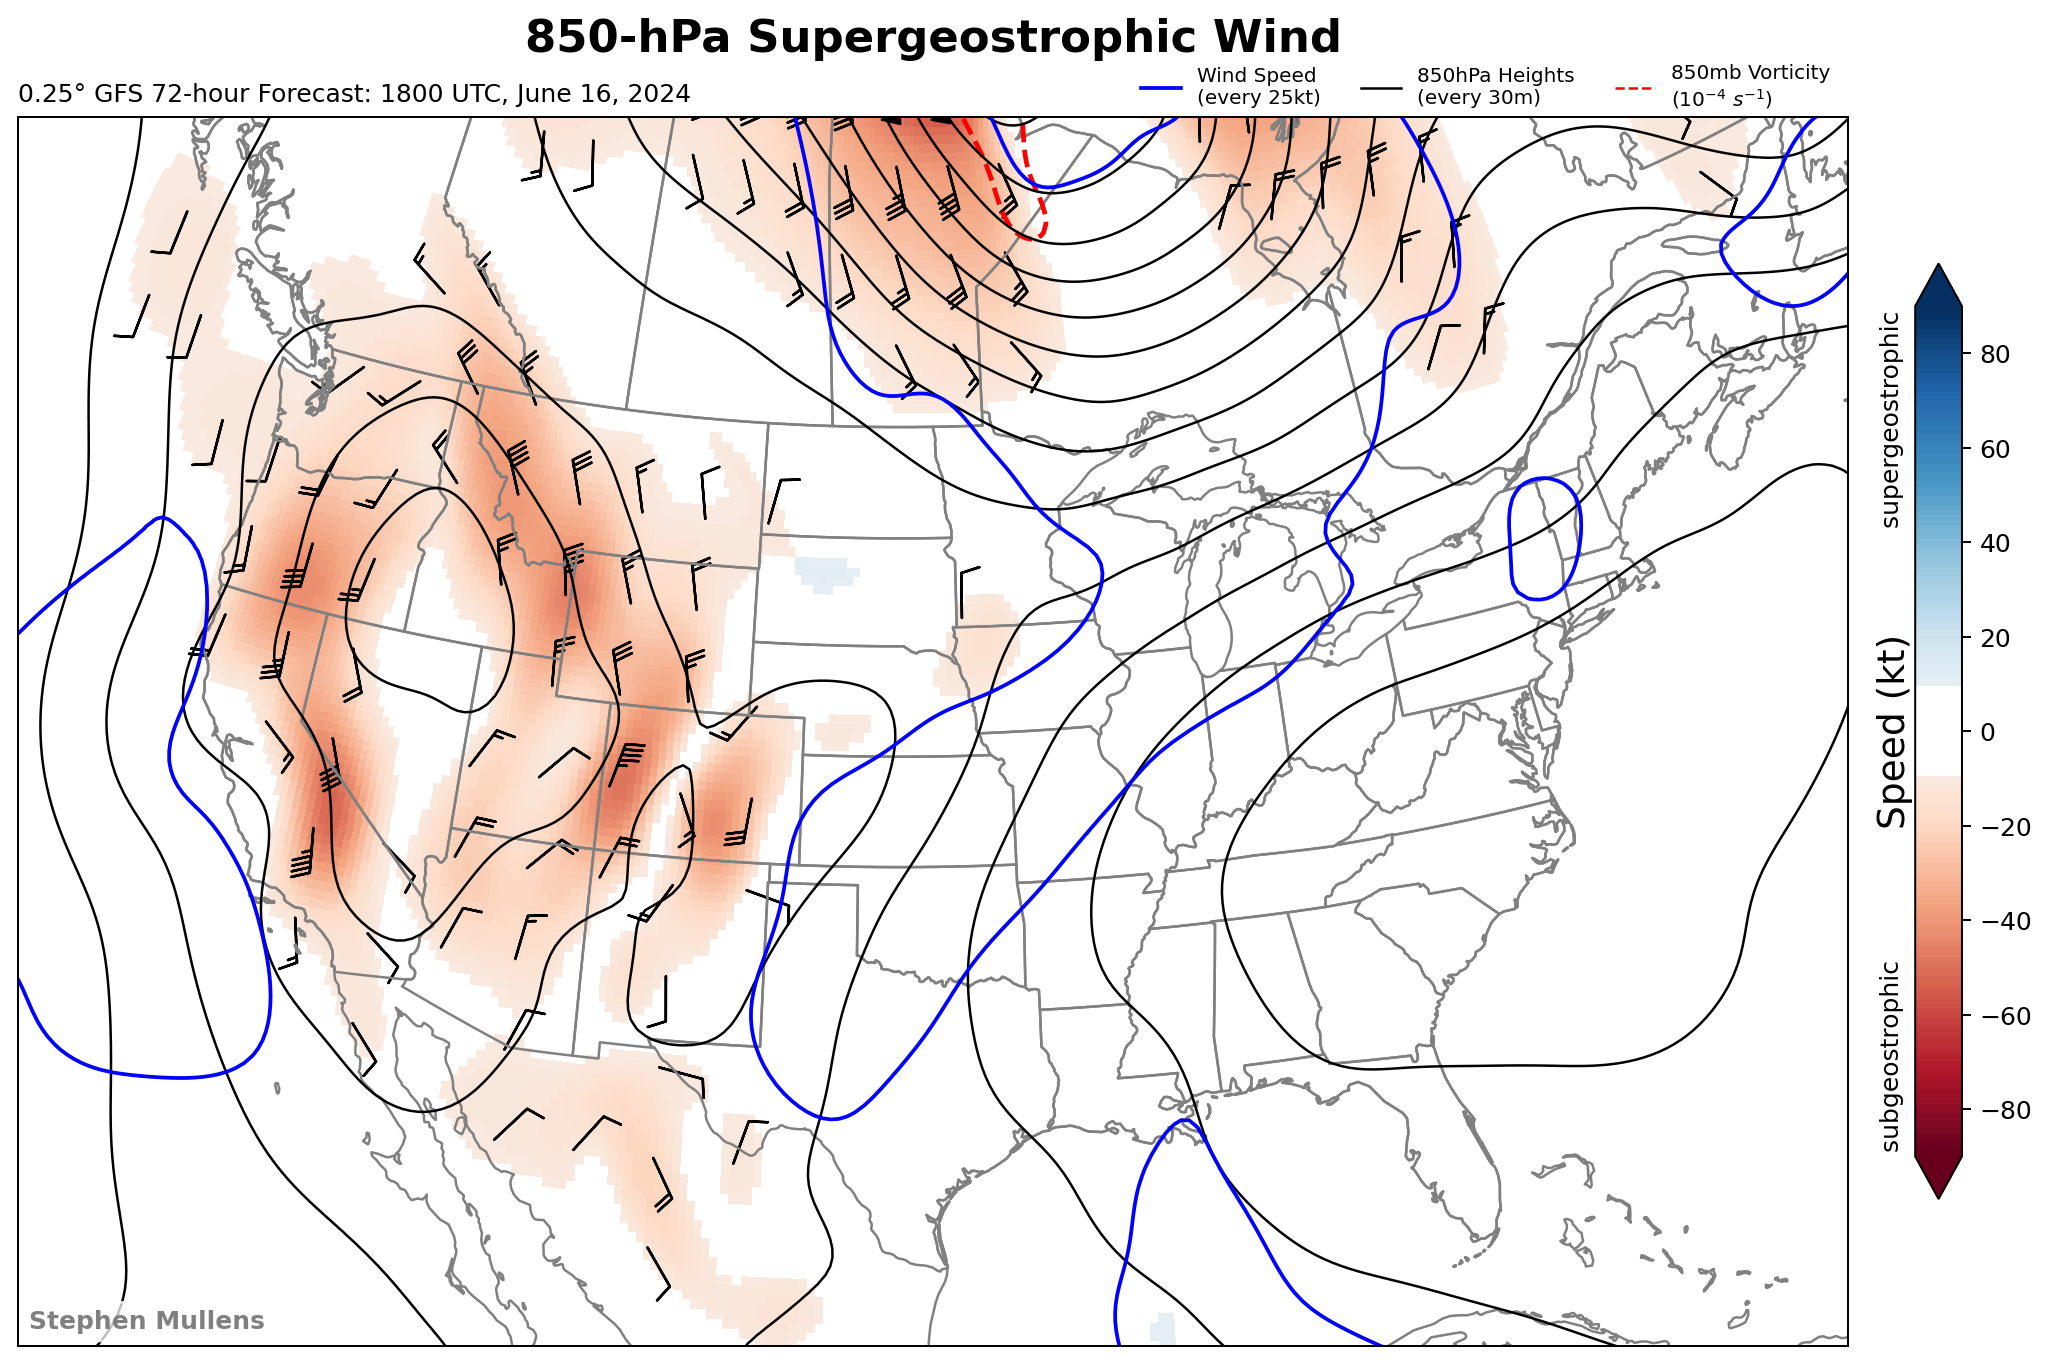 850-hPa Supergeostrophic Wind
0.25° GFS 72-hour Forecast: 1800 UTC, June 16, 2024
Wind Speed
(every 25kt)
850hPa Heights
(every 30m)
850mb Vorticity
(10⁻⁴ s⁻¹)
supergeostrophic
Speed (kt)
subgeostrophic
80
60
40
20
0
−20
−40
−60
−80
Stephen Mullens